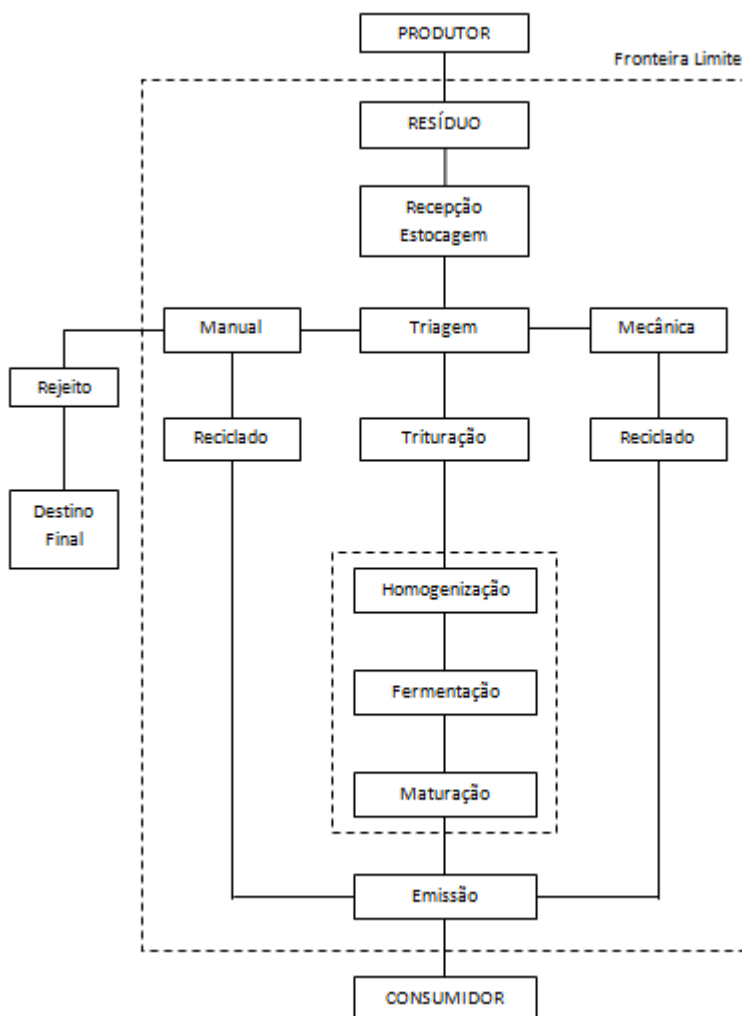 PRODUTOR
Fronteira Limite
RESÍDUO
Recepção
Estocagem
Manual
Triagem
Mecânica
Rejeito
Reciclado
Trituração
Reciclado
Destino
Final
Homogenização
Fermentação
Maturação
Emissão
CONSUMIDOR